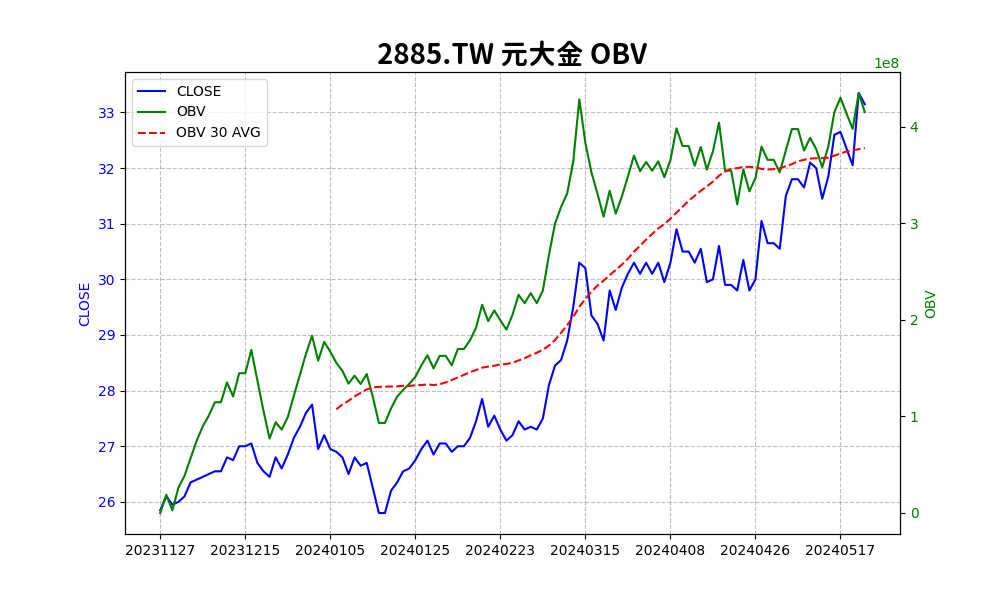 2885.TW 元大金 OBV
1e8
CLOSE
OBV
OBV 30 AVG
33
32
31
30
29
28
27
26
CLOSE
4
3
2
1
0
OBV
20231127 20231215 20240105 20240125 20240223 20240315 20240408 20240426 20240517